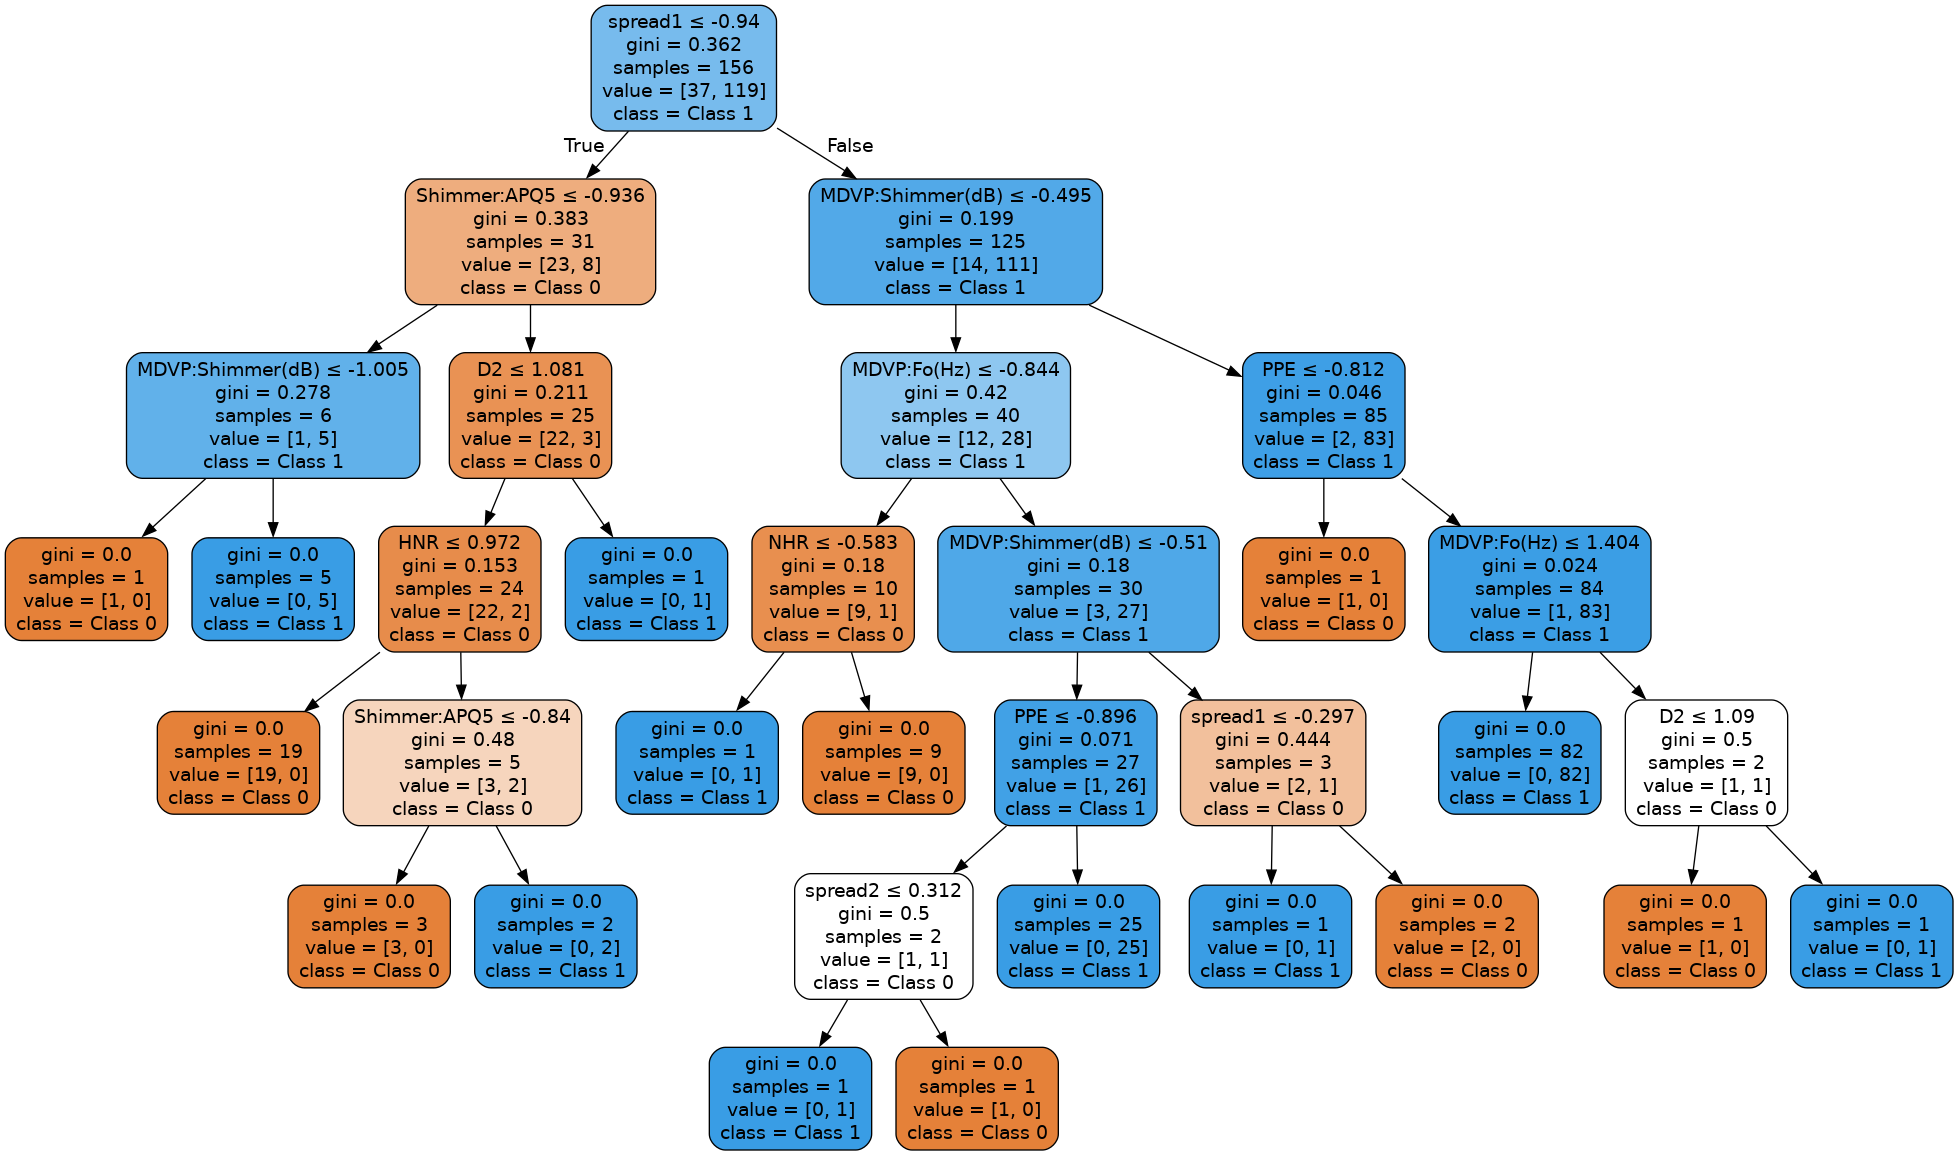 spread1 ≤ -0.94
gini = 0.362
samples = 156
value = [37, 119]
class = Class 1
True
False
Shimmer:APQ5 ≤ -0.936
gini = 0.383
samples = 31
value = [23, 8]
class = Class 0
MDVP:Shimmer(dB) ≤ -0.495
gini = 0.199
samples = 125
value = [14, 111]
class = Class 1
MDVP:Shimmer(dB) ≤ -1.005
gini = 0.278
samples = 6
value = [1, 5]
class = Class 1
D2 ≤ 1.081
gini = 0.211
samples = 25
value = [22, 3]
class = Class 0
MDVP:Fo(Hz) ≤ -0.844
gini = 0.42
samples = 40
value = [12, 28]
class = Class 1
PPE ≤ -0.812
gini = 0.046
samples = 85
value = [2, 83]
class = Class 1
gini = 0.0
samples = 1
value = [1, 0]
class = Class 0
gini = 0.0
samples = 5
value = [0, 5]
class = Class 1
HNR ≤ 0.972
gini = 0.153
samples = 24
value = [22, 2]
class = Class 0
gini = 0.0
samples = 1
value = [0, 1]
class = Class 1
NHR ≤ -0.583
gini = 0.18
samples = 10
value = [9, 1]
class = Class 0
MDVP:Shimmer(dB) ≤ -0.51
gini = 0.18
samples = 30
value = [3, 27]
class = Class 1
gini = 0.0
samples = 1
value = [1, 0]
class = Class 0
MDVP:Fo(Hz) ≤ 1.404
gini = 0.024
samples = 84
value = [1, 83]
class = Class 1
gini = 0.0
samples = 19
value = [19, 0]
class = Class 0
Shimmer:APQ5 ≤ -0.84
gini = 0.48
samples = 5
value = [3, 2]
class = Class 0
gini = 0.0
samples = 1
value = [0, 1]
class = Class 1
gini = 0.0
samples = 9
value = [9, 0]
class = Class 0
PPE ≤ -0.896
gini = 0.071
samples = 27
value = [1, 26]
class = Class 1
spread1 ≤ -0.297
gini = 0.444
samples = 3
value = [2, 1]
class = Class 0
gini = 0.0
samples = 82
value = [0, 82]
class = Class 1
D2 ≤ 1.09
gini = 0.5
samples = 2
value = [1, 1]
class = Class 0
gini = 0.0
samples = 3
value = [3, 0]
class = Class 0
gini = 0.0
samples = 2
value = [0, 2]
class = Class 1
spread2 ≤ 0.312
gini = 0.5
samples = 2
value = [1, 1]
class = Class 0
gini = 0.0
samples = 25
value = [0, 25]
class = Class 1
gini = 0.0
samples = 1
value = [0, 1]
class = Class 1
gini = 0.0
samples = 2
value = [2, 0]
class = Class 0
gini = 0.0
samples = 1
value = [1, 0]
class = Class 0
gini = 0.0
samples = 1
value = [0, 1]
class = Class 1
gini = 0.0
samples = 1
value = [0, 1]
class = Class 1
gini = 0.0
samples = 1
value = [1, 0]
class = Class 0